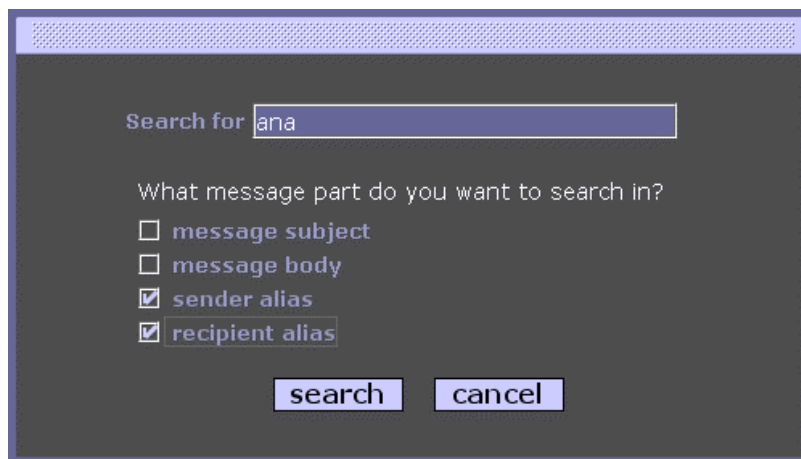 Search for ana
What message part do you want to search in?
message subject
message body
sender alias
recipient alias
search cancel